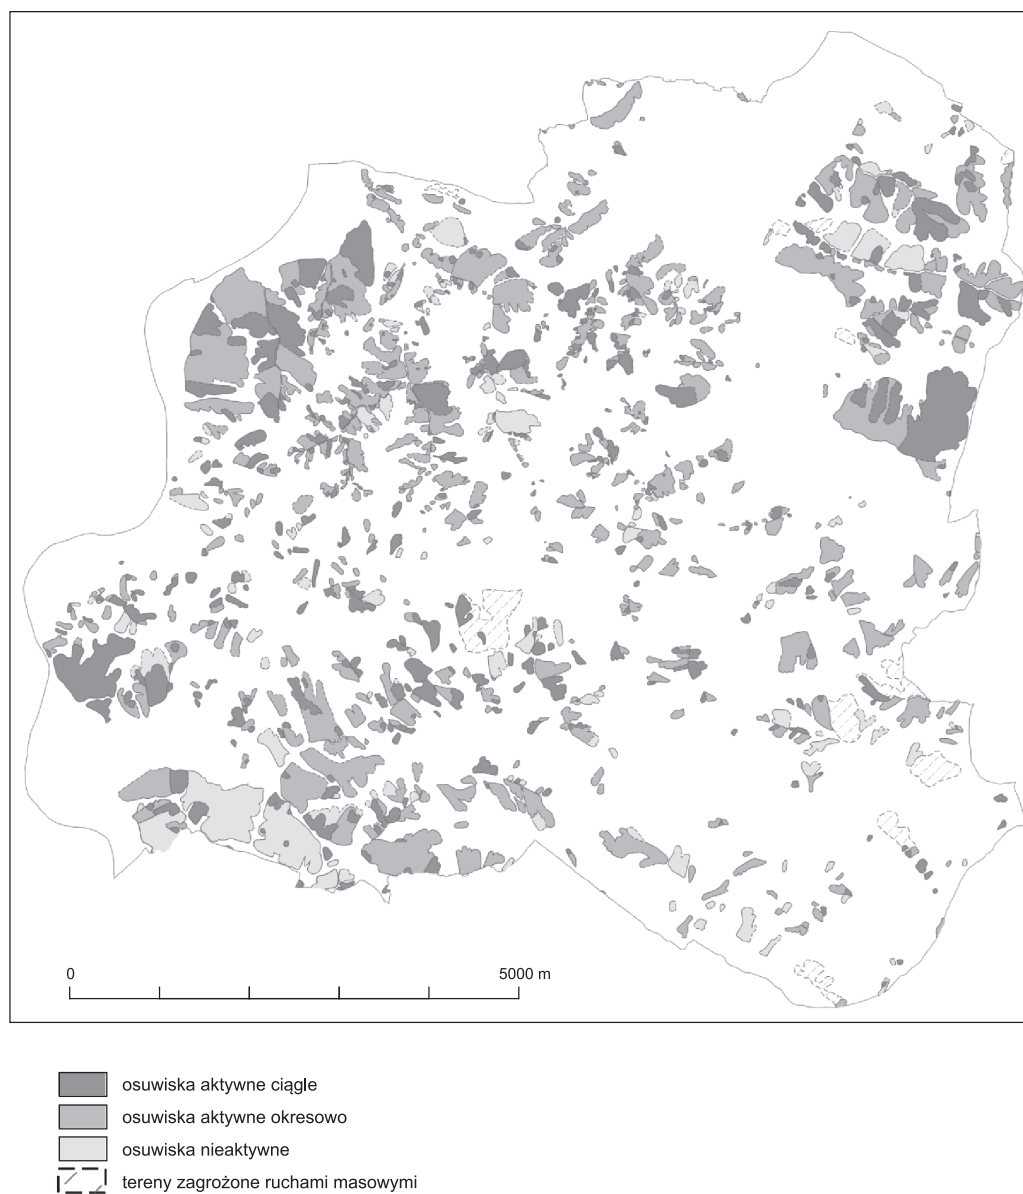 0 5000 m
osuwiska aktywne ciągle
osuwiska aktywne okresowo
osuwiska nieaktywne
tereny zagrożone ruchami masowymi